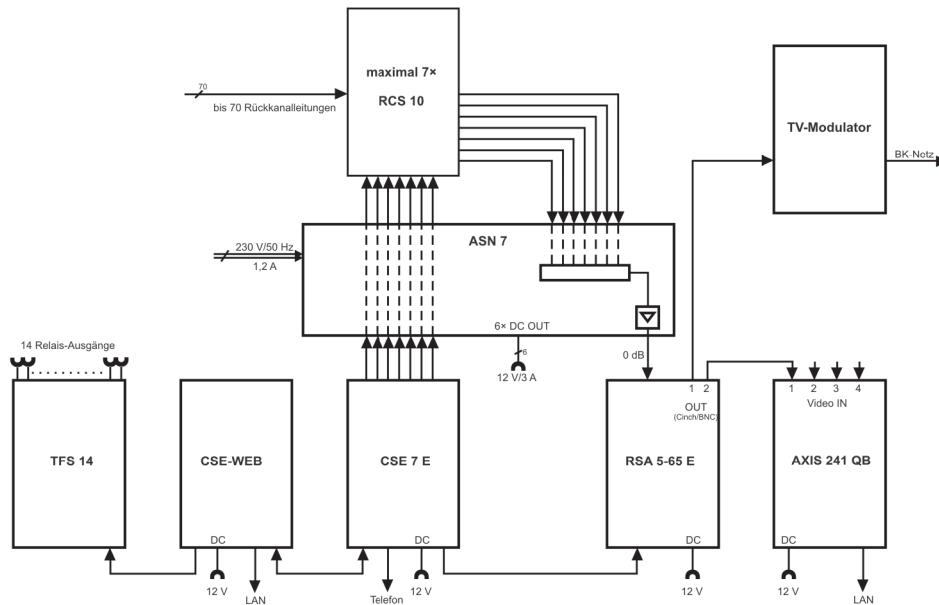 maximal 7×
RCS 10
70
bis 70 Rückkanalleitungen
TV-Modulator
BK-Netz
230 V/50 Hz
1,2 A
ASN 7
6× DC OUT
6
12 V/3 A
0 dB
14 Relais-Ausgänge
TFS 14
CSE-WEB
DC
12 V
LAN
CSE 7 E
DC
Telefon
12 V
1 2
OUT
(Cinch/BNC)
RSA 5-65 E
DC
12 V
1 2 3 4
Video IN
AXIS 241 QB
DC
12 V
LAN